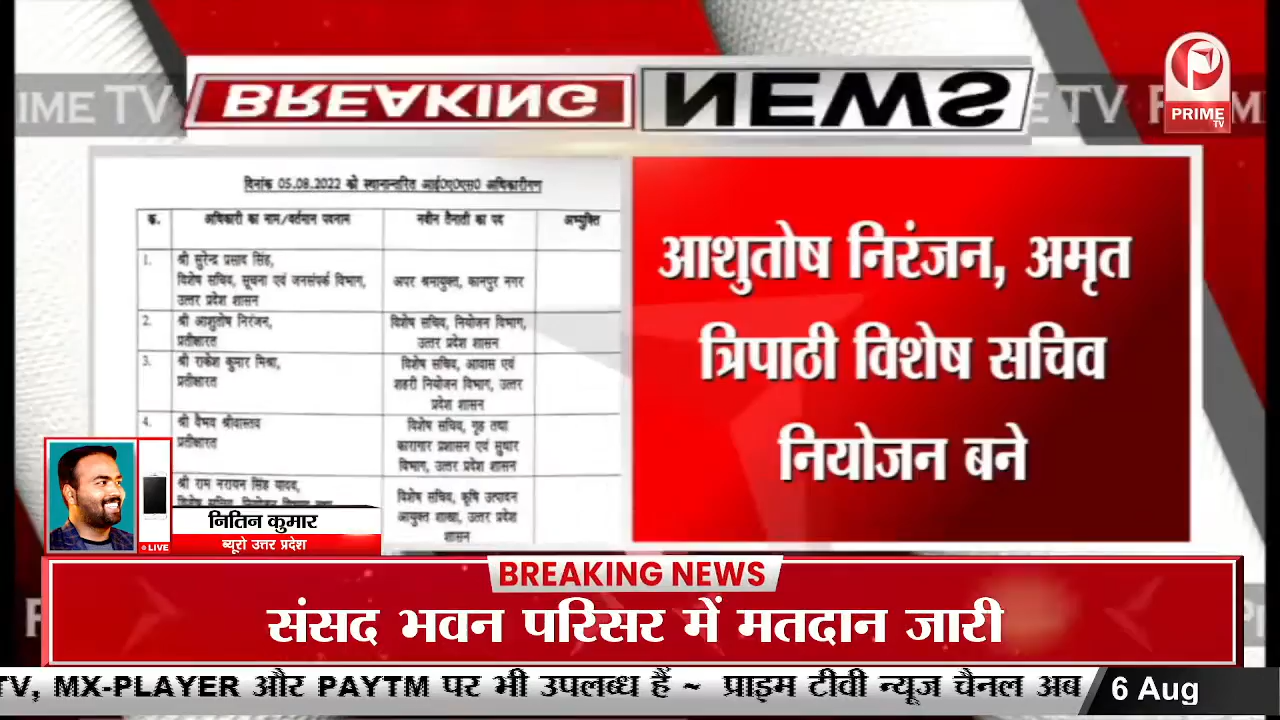 PRIME TV
BREAKING NEWS
TV
PRIME
TV
दिनांक 05.08.2022 को स्थानान्तरित आई0ए0एस0 अधिकारीगण
क. अधिकारी का नाम/वर्तमान पदनाम नवीन तैनाती का पद अभ्युक्ति
1. श्री सुरेन्द्र प्रसाद सिंह,
विशेष सचिव, सूचना एवं जनसंपर्क विभाग,
उत्तर प्रदेश शासन
अपर श्रमायुक्त, कानपुर नगर
2. श्री आशुतोष निरंजन,
प्रतीक्षारत
विशेष सचिव, नियोजन विभाग,
उत्तर प्रदेश शासन
3. श्री राकेश कुमार मिश्रा,
प्रतीक्षारत
विशेष सचिव, आवास एवं
शहरी नियोजन विभाग, उत्तर
प्रदेश शासन
4. श्री वैभव श्रीवास्तव
प्रतीक्षारत
विशेष सचिव, गृह तथा
कारागार प्रशासन एवं सुधार
विभाग, उत्तर प्रदेश शासन
श्री राम नरायन सिंह यादव,
विशेष सचिव, कृषि उत्पादन
आयुक्त शाखा, उत्तर प्रदेश
शासन
आशुतोष निरंजन, अमृत
त्रिपाठी विशेष सचिव
नियोजन बने
LIVE
नितिन कुमार
ब्यूरो उत्तर प्रदेश
BREAKING NEWS
संसद भवन परिसर में मतदान जारी
TV, MX-PLAYER और PAYTM पर भी उपलब्ध हैं ~ प्राइम टीवी न्यूज चैनल अब
6 Aug